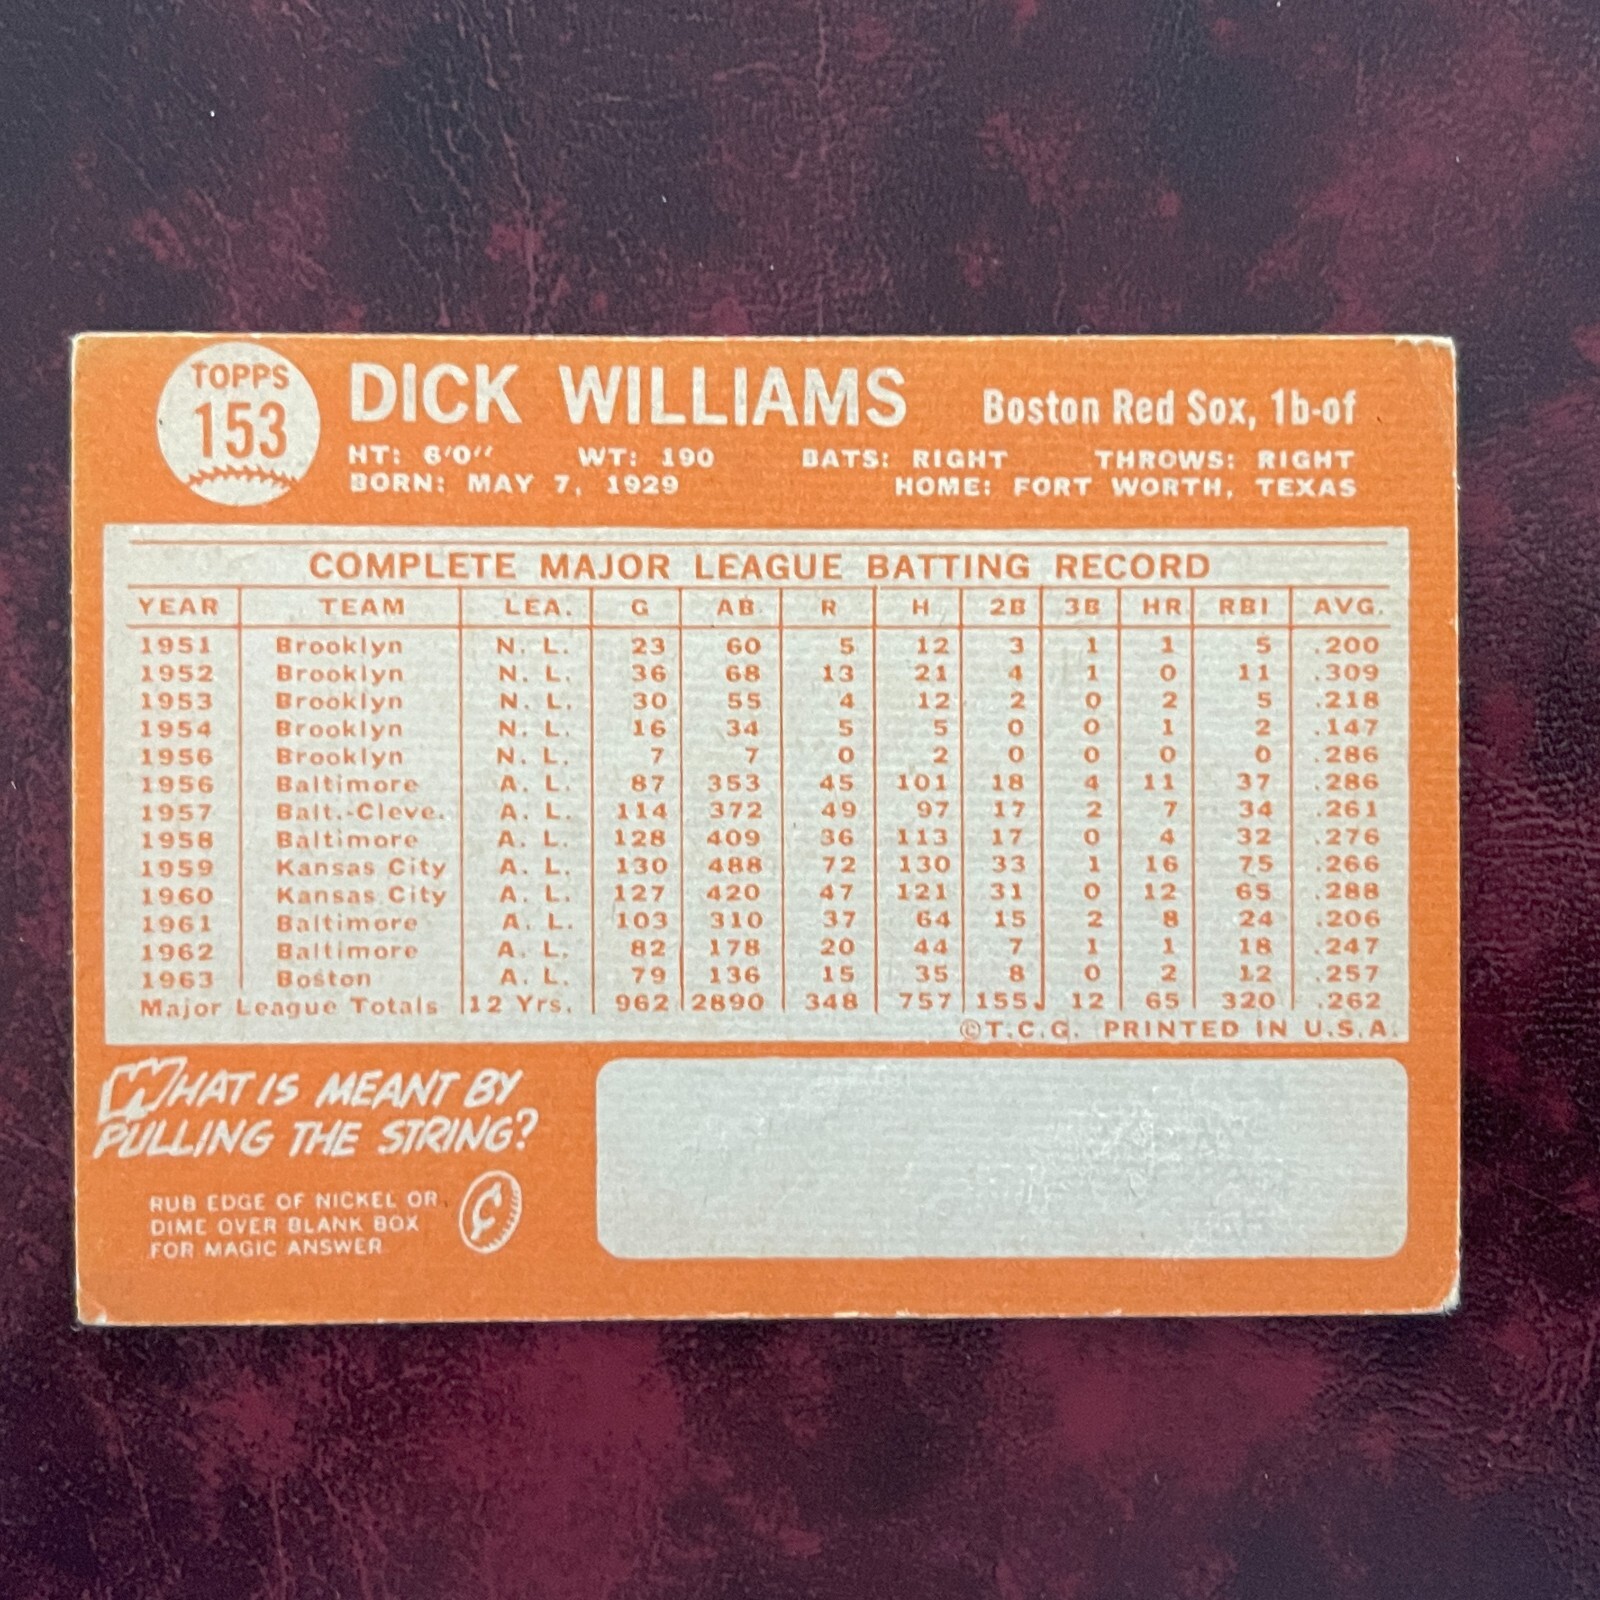 TOPPS
153
DICK WILLIAMS
Boston Red Sox, 1b-of
HT: 6'0" WT: 190 BATS: RIGHT THROWS: RIGHT
BORN: MAY 7, 1929 HOME: FORT WORTH, TEXAS
COMPLETE MAJOR LEAGUE BATTING RECORD
YEAR TEAM LEA. G AB R H 2B 3B HR RBI AVG.
1951 Brooklyn N. L. 23 60 5 12 3 1 1 5 .200
1952 Brooklyn N. L. 36 68 13 21 4 1 0 11 .309
1953 Brooklyn N. L. 30 55 4 12 2 0 2 5 .218
1954 Brooklyn N. L. 16 34 5 5 0 0 1 2 .147
1956 Brooklyn N. L. 7 7 0 2 0 0 0 0 .286
1956 Baltimore A. L. 87 353 45 101 18 4 11 37 .286
1957 Balt.-Cleve. A. L. 114 372 49 97 17 2 7 34 .261
1958 Baltimore A. L. 128 409 36 113 17 0 4 32 .276
1959 Kansas City A. L. 130 488 72 130 33 1 16 75 .266
1960 Kansas City A. L. 127 420 47 121 31 0 12 65 .288
1961 Baltimore A. L. 103 310 37 64 15 2 8 24 .206
1962 Baltimore A. L. 82 178 20 44 7 1 1 18 .247
1963 Boston A. L. 79 136 15 35 8 0 2 12 .257
Major League Totals 12 Yrs. 962 2890 348 757 155 12 65 320 .262
©T.C.G. PRINTED IN U.S.A.
WHAT IS MEANT BY
PULLING THE STRING?
RUB EDGE OF NICKEL OR
DIME OVER BLANK BOX
FOR MAGIC ANSWER
¢